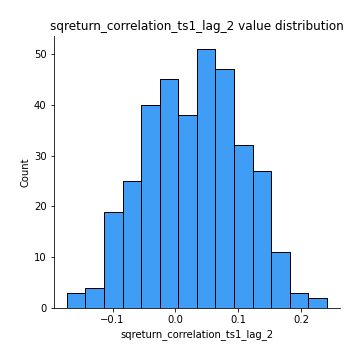 sqreturn_correlation_ts1_lag_2 value distribution
50
40
30
20
10
0
Count
−0.1 0.0 0.1 0.2
sqreturn_correlation_ts1_lag_2